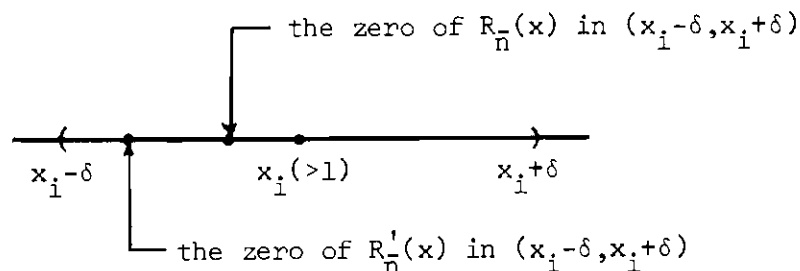 the zero of R_n̄(x) in (x_i-δ,x_i+δ)
x_i-δ x_i(>1) x_i+δ
the zero of R'_n̄(x) in (x_i-δ,x_i+δ)